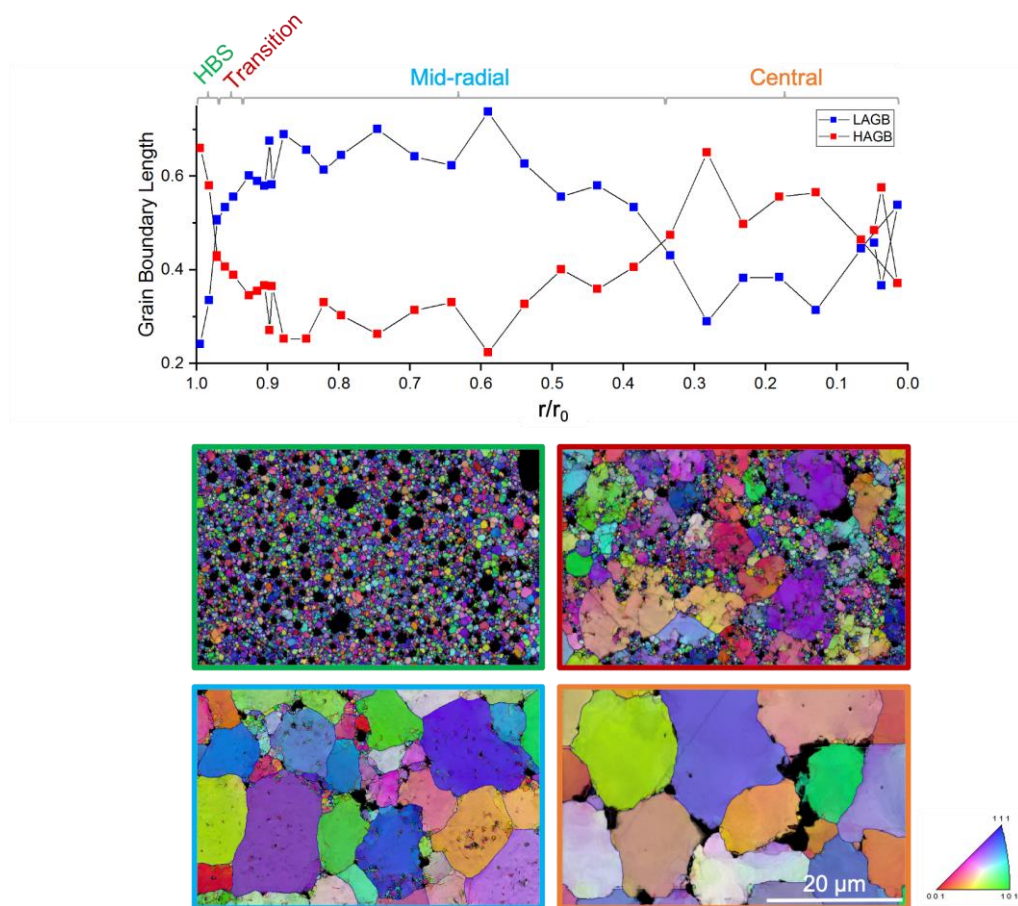 HBS
Transition
Mid-radial
Central
LAGB
HAGB
Grain Boundary Length
0.6
0.4
0.2
1.0 0.9 0.8 0.7 0.6 0.5 0.4 0.3 0.2 0.1 0.0
r/r0
20 µm
111
001 101